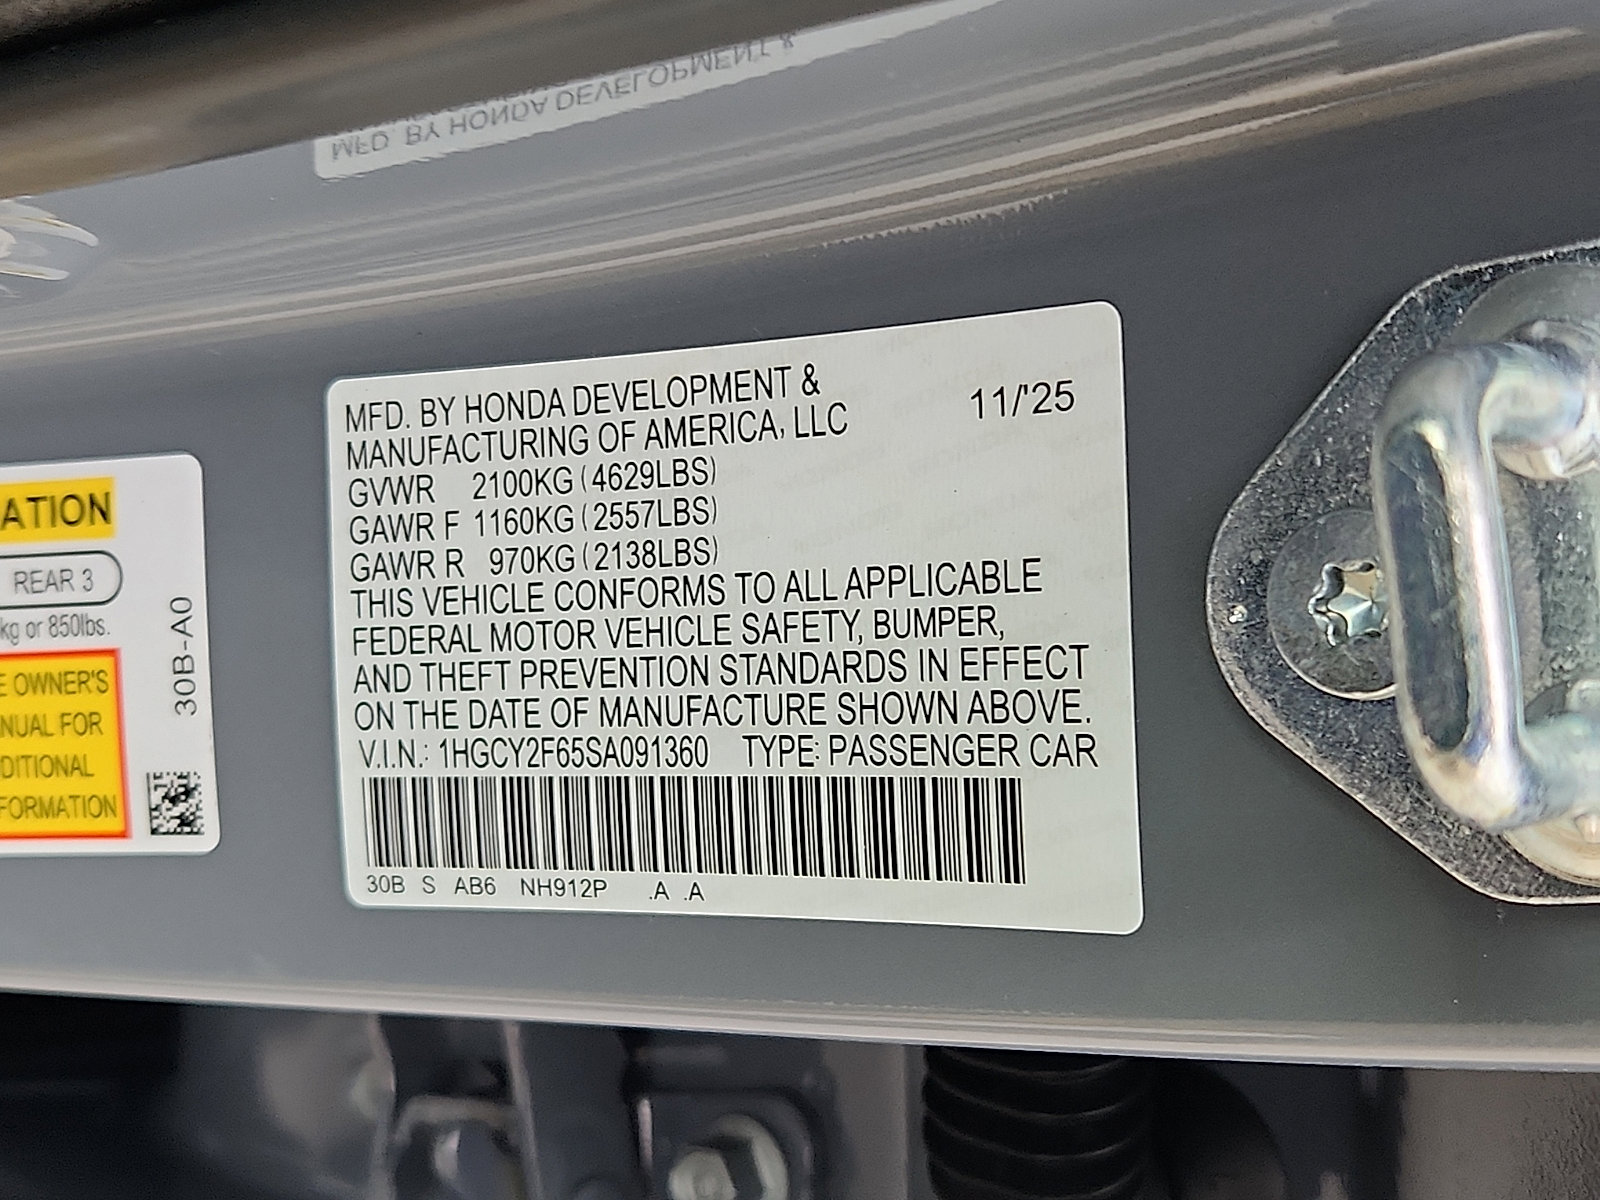 MFD. BY HONDA DEVELOPMENT &
MFD. BY HONDA DEVELOPMENT &
MANUFACTURING OF AMERICA, LLC
11/'25
GVWR 2100KG (4629LBS)
GAWR F 1160KG (2557LBS)
GAWR R 970KG (2138LBS)
THIS VEHICLE CONFORMS TO ALL APPLICABLE
FEDERAL MOTOR VEHICLE SAFETY, BUMPER,
AND THEFT PREVENTION STANDARDS IN EFFECT
ON THE DATE OF MANUFACTURE SHOWN ABOVE.
V.I.N.: 1HGCY2F65SA091360 TYPE: PASSENGER CAR
30B S AB6 NH912P .A .A
ATION
REAR 3
kg or 850lbs.
E OWNER'S
NUAL FOR
DITIONAL
FORMATION
30B-A0